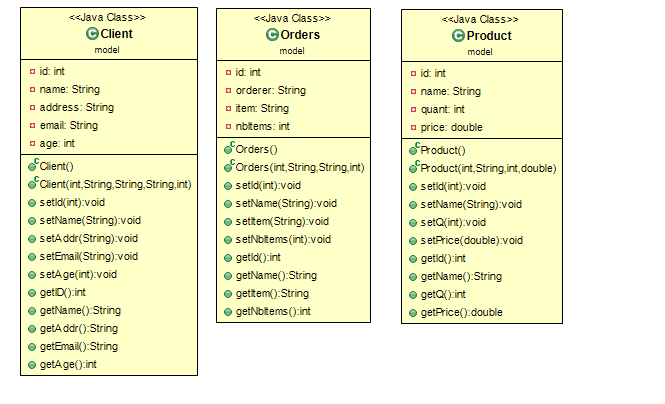 <<Java Class>>
Client
model
id: int
name: String
address: String
email: String
age: int
Client()
Client(int,String,String,String,int)
setId(int):void
setName(String):void
setAddr(String):void
setEmail(String):void
setAge(int):void
getID():int
getName():String
getAddr():String
getEmail():String
getAge():int
<<Java Class>>
Orders
model
id: int
orderer: String
item: String
nbItems: int
Orders()
Orders(int,String,String,int)
setId(int):void
setName(String):void
setItem(String):void
setNbItems(int):void
getId():int
getName():String
getItem():String
getNbItems():int
<<Java Class>>
Product
model
id: int
name: String
quant: int
price: double
Product()
Product(int,String,int,double)
setId(int):void
setName(String):void
setQ(int):void
setPrice(double):void
getId():int
getName():String
getQ():int
getPrice():double